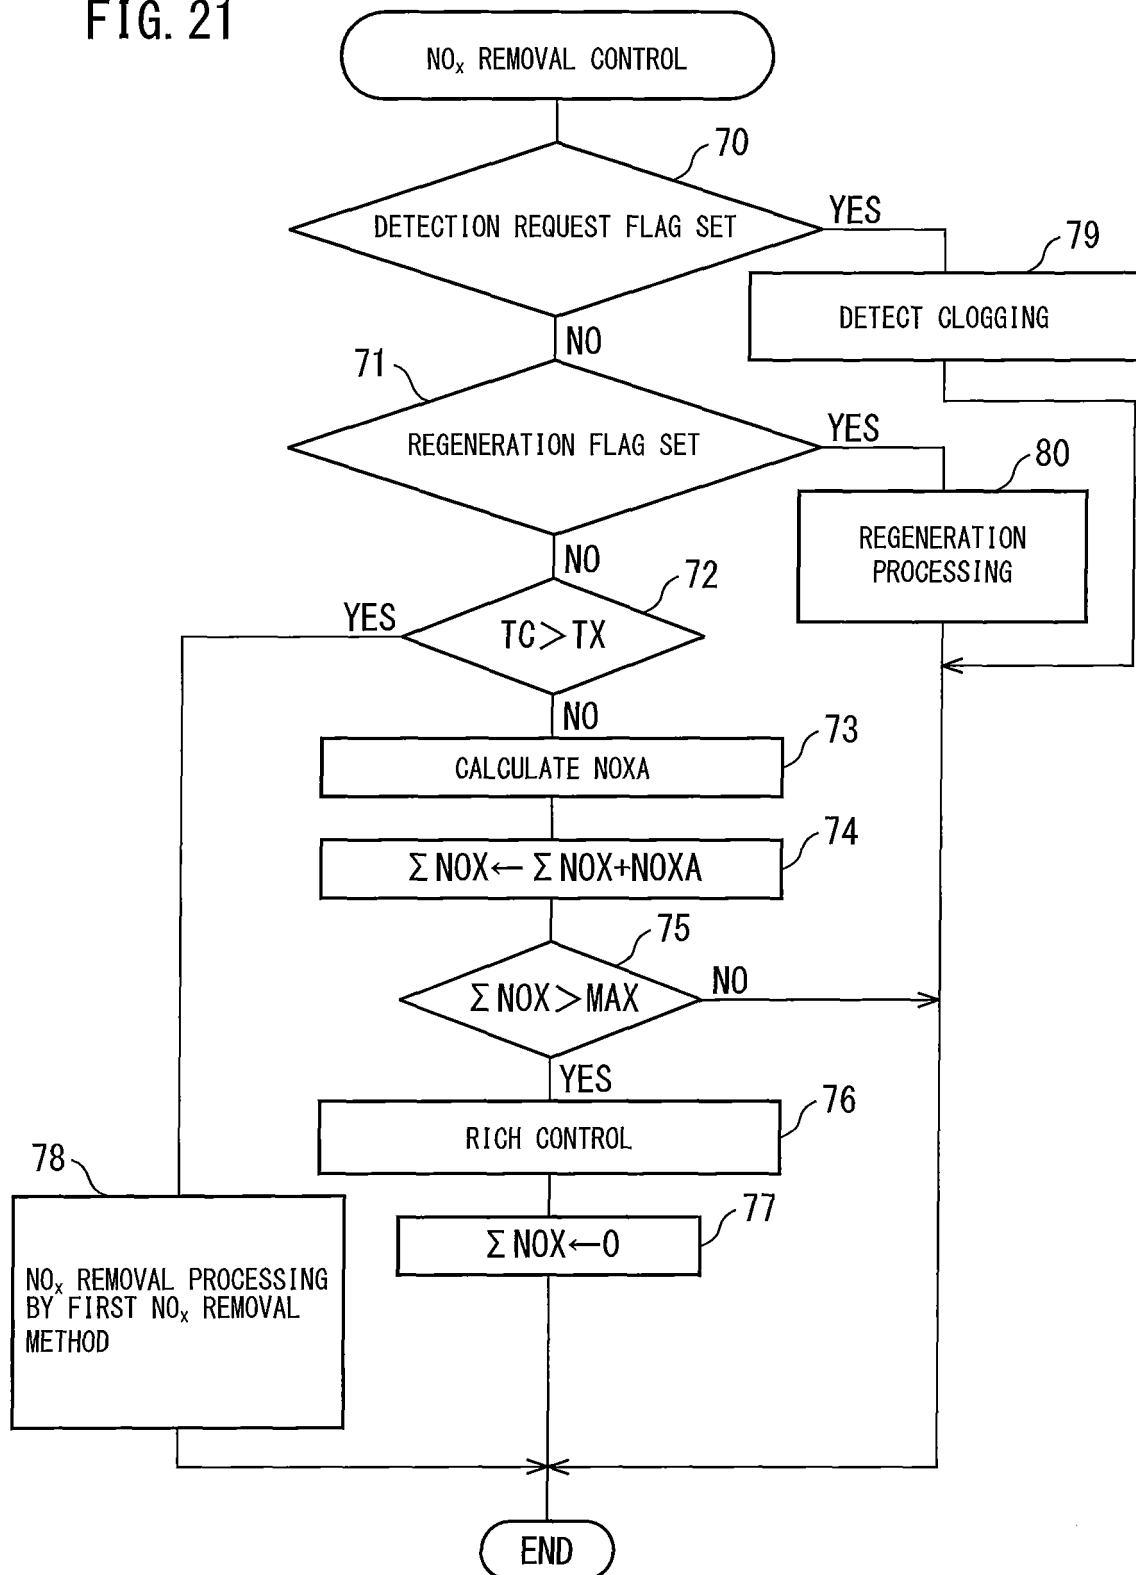 FIG. 21
NOx REMOVAL CONTROL
70
DETECTION REQUEST FLAG SET
YES
79
DETECT CLOGGING
NO
71
REGENERATION FLAG SET
YES
80
REGENERATION
PROCESSING
NO
72
YES
TC>TX
NO
73
CALCULATE NOXA
74
ΣNOX←ΣNOX+NOXA
75
ΣNOX>MAX
NO
YES
76
RICH CONTROL
78
77
ΣNOX←0
NOx REMOVAL PROCESSING
BY FIRST NOx REMOVAL
METHOD
END